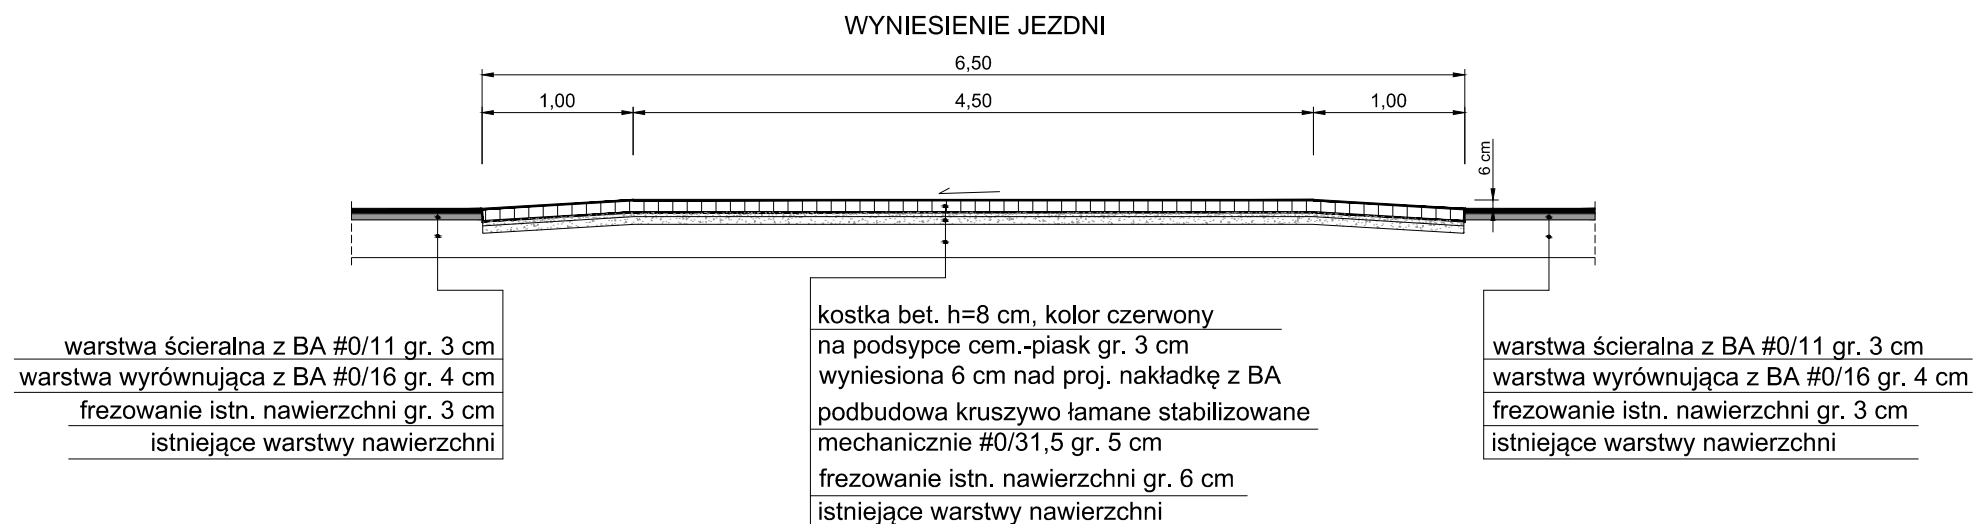 WYNIESIENIE JEZDNI
6,50
1,00
4,50
1,00
6 cm
warstwa ścieralna z BA #0/11 gr. 3 cm
warstwa wyrównująca z BA #0/16 gr. 4 cm
frezowanie istn. nawierzchni gr. 3 cm
istniejące warstwy nawierzchni
kostka bet. h=8 cm, kolor czerwony
na podsypce cem.-piask gr. 3 cm
wyniesiona 6 cm nad proj. nakładkę z BA
podbudowa kruszywo łamane stabilizowane
mechanicznie #0/31,5 gr. 5 cm
frezowanie istn. nawierzchni gr. 6 cm
istniejące warstwy nawierzchni
warstwa ścieralna z BA #0/11 gr. 3 cm
warstwa wyrównująca z BA #0/16 gr. 4 cm
frezowanie istn. nawierzchni gr. 3 cm
istniejące warstwy nawierzchni